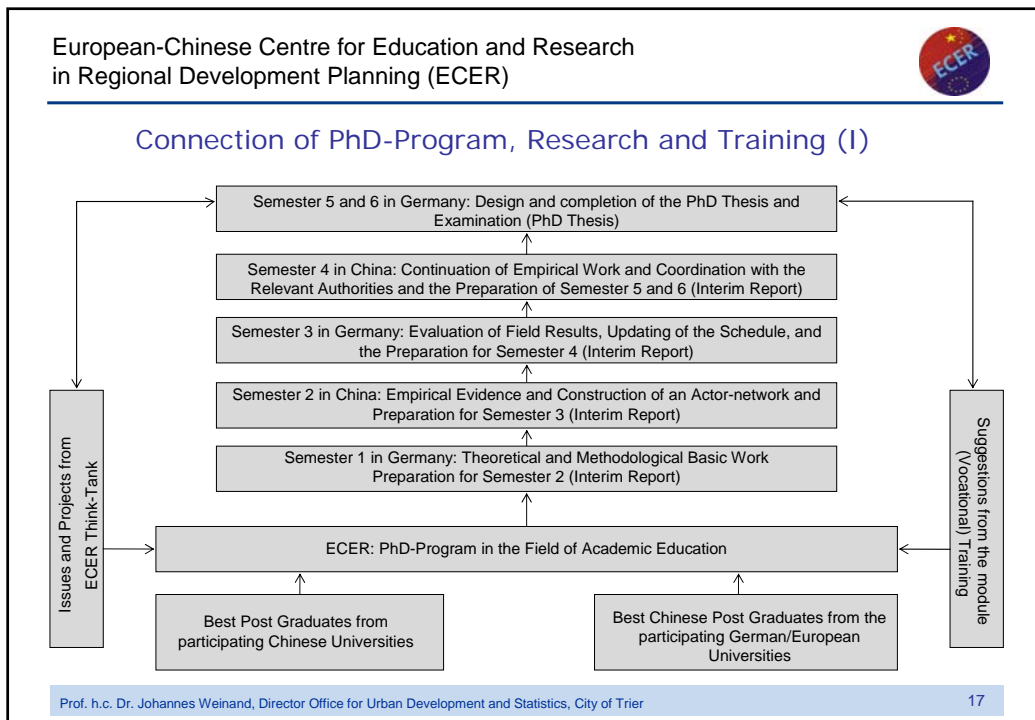 European-Chinese Centre for Education and Research
in Regional Development Planning (ECER)
ECER
Connection of PhD-Program, Research and Training (I)
Semester 5 and 6 in Germany: Design and completion of the PhD Thesis and
Examination (PhD Thesis)
Semester 4 in China: Continuation of Empirical Work and Coordination with the
Relevant Authorities and the Preparation of Semester 5 and 6 (Interim Report)
Semester 3 in Germany: Evaluation of Field Results, Updating of the Schedule, and
the Preparation for Semester 4 (Interim Report)
Semester 2 in China: Empirical Evidence and Construction of an Actor-network and
Preparation for Semester 3 (Interim Report)
Semester 1 in Germany: Theoretical and Methodological Basic Work
Preparation for Semester 2 (Interim Report)
Issues and Projects from
ECER Think-Tank
Suggestions from the module
(Vocational) Training
ECER: PhD-Program in the Field of Academic Education
Best Post Graduates from
participating Chinese Universities
Best Chinese Post Graduates from the
participating German/European
Universities
Prof. h.c. Dr. Johannes Weinand, Director Office for Urban Development and Statistics, City of Trier
17